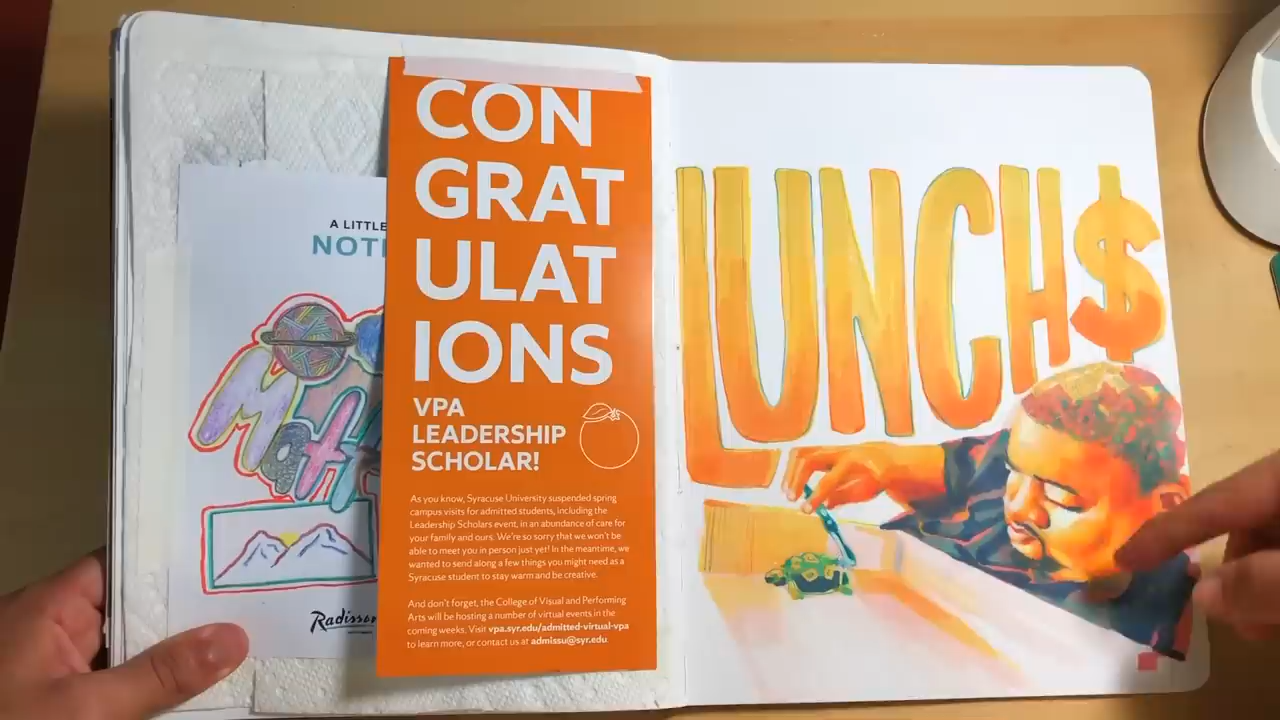 A LITTLE
NOT
Radisson
CON
GRAT
ULAT
IONS
VPA
LEADERSHIP
SCHOLAR!
As you know, Syracuse University suspended spring
campus visits for admitted students, including the
Leadership Scholars event, in an abundance of care for
your family and ours. We're so sorry that we won't be
able to meet you in person just yet! In the meantime, we
wanted to send along a few things you might need as a
Syracuse student to stay warm and be creative.
And don't forget, the College of Visual and Performing
Arts will be hosting a number of virtual events in the
coming weeks. Visit vpa.syr.edu/admitted-virtual-vpa
to learn more, or contact us at admissu@syr.edu.
LUNCH$